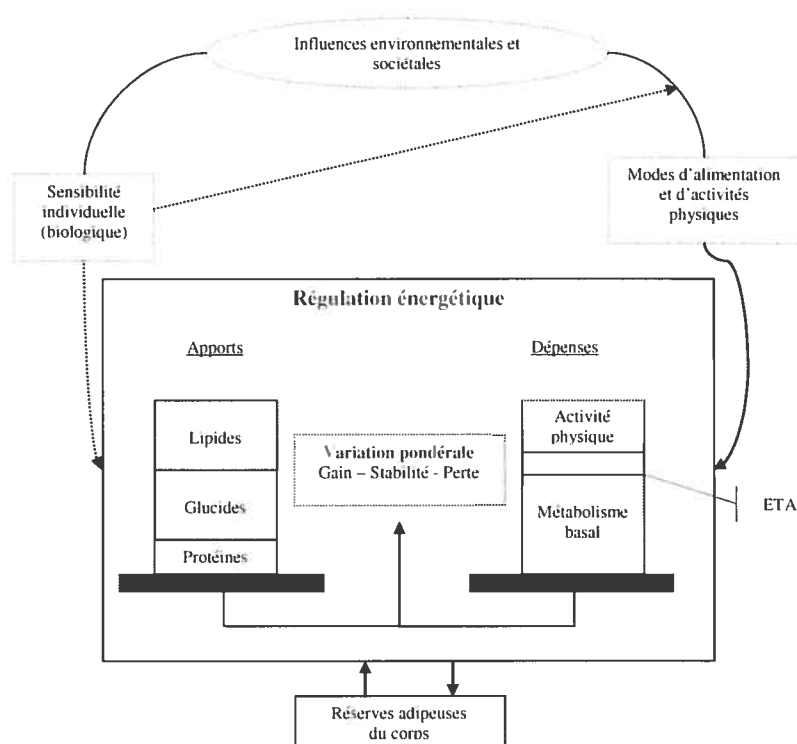 Influences environnementales et
sociétales
Sensibilité
individuelle
(biologique)
Modes d'alimentation
et d'activités
physiques
Régulation énergétique
Apports
Dépenses
Lipides
Glucides
Protéines
Variation pondérale
Gain – Stabilité - Perte
Activité
physique
Métabolisme
basal
ETA
Réserves adipeuses
du corps